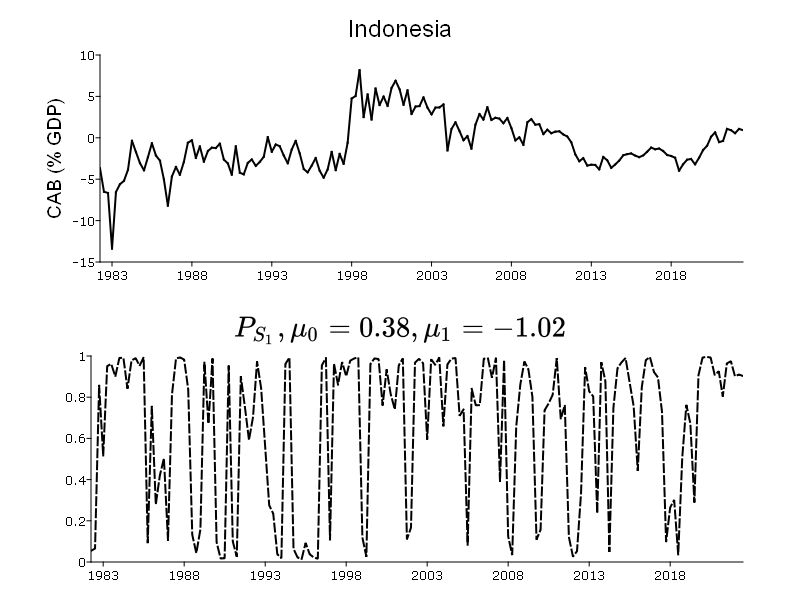 Indonesia
CAB (% GDP)
10
5
0
−5
−10
−15
1983 1988 1993 1998 2003 2008 2013 2018
P_{S_1}, μ_0 = 0.38, μ_1 = −1.02
1
0.8
0.6
0.4
0.2
0
1983 1988 1993 1998 2003 2008 2013 2018